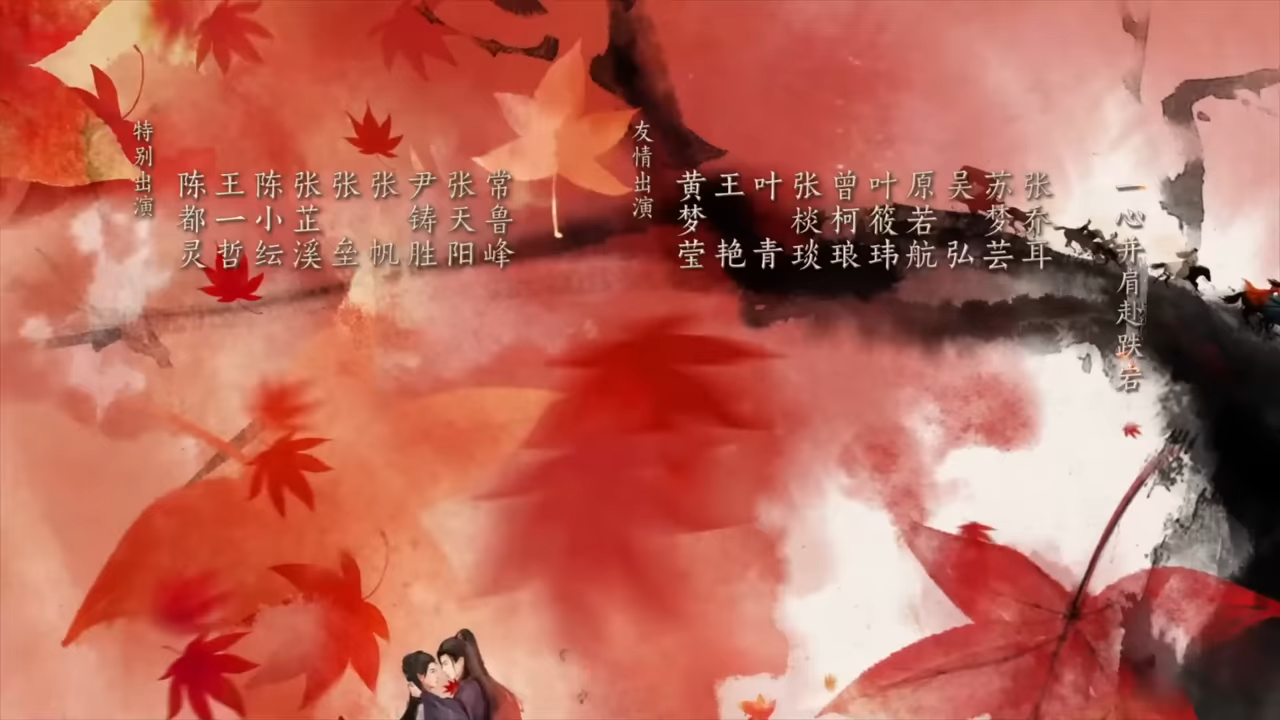 特别出演
陈都灵
王一哲
陈小纭
张芷溪
张垒
张帆
尹铸胜
张天阳
常鲁峰
友情出演
黄梦莹
王艳
叶青
张棪琰
曾柯琅
叶筱玮
原若航
吴弘
苏梦芸
张乔耳
一心并肩赴跌宕